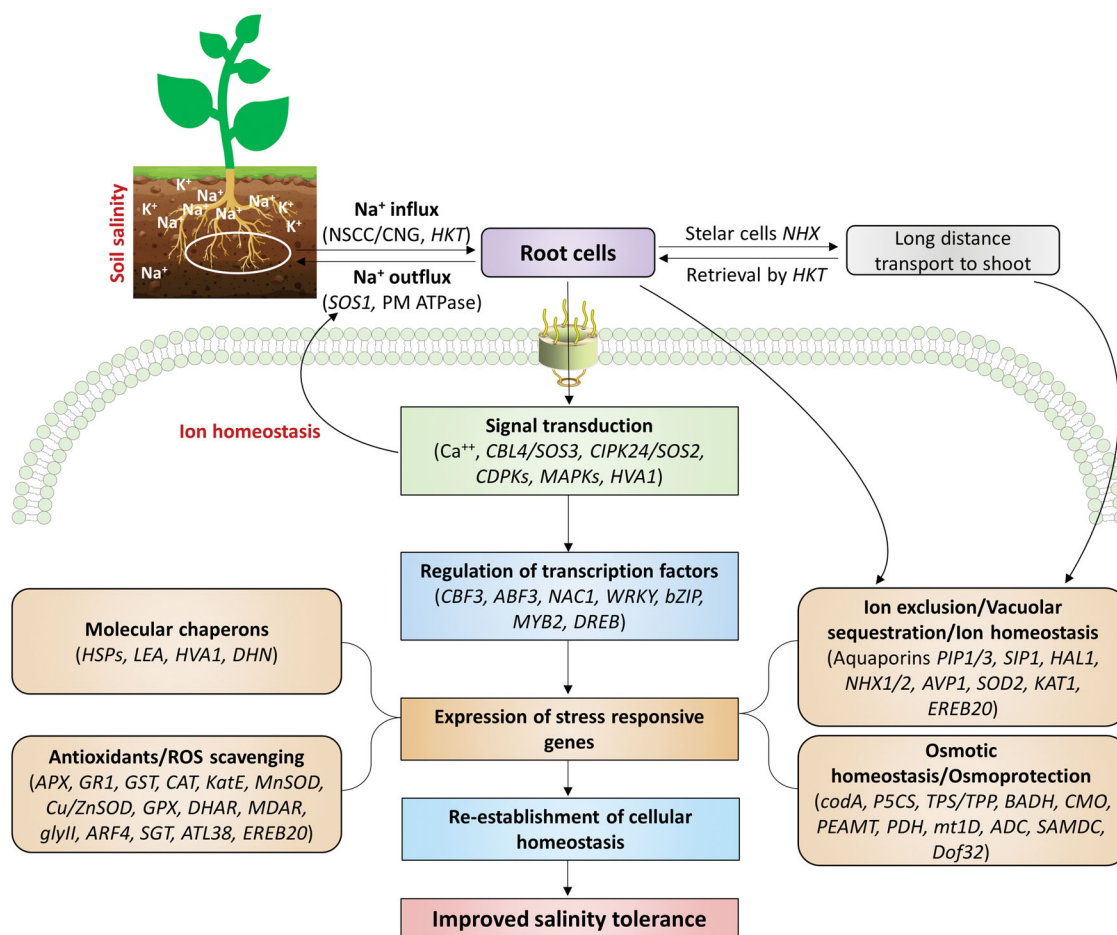 Soil salinity
K⁺
Na⁺
K⁺
Na⁺
Na⁺
Na⁺
Na⁺
K⁺
Na⁺
K⁺
Na⁺
K⁺
Na⁺
Na⁺ influx
(NSCC/CNG, HKT)
Na⁺ outflux
(SOS1, PM ATPase)
Root cells
Stelar cells NHX
Retrieval by HKT
Long distance
transport to shoot
Ion homeostasis
Signal transduction
(Ca⁺⁺, CBL4/SOS3, CIPK24/SOS2,
CDPKs, MAPKs, HVA1)
Regulation of transcription factors
(CBF3, ABF3, NAC1, WRKY, bZIP,
MYB2, DREB)
Molecular chaperons
(HSPs, LEA, HVA1, DHN)
Antioxidants/ROS scavenging
(APX, GR1, GST, CAT, KatE, MnSOD,
Cu/ZnSOD, GPX, DHAR, MDAR,
glyII, ARF4, SGT, ATL38, EREB20)
Expression of stress responsive
genes
Ion exclusion/Vacuolar
sequestration/Ion homeostasis
(Aquaporins PIP1/3, SIP1, HAL1,
NHX1/2, AVP1, SOD2, KAT1,
EREB20)
Osmotic
homeostasis/Osmoprotection
(codA, P5CS, TPS/TPP, BADH, CMO,
PEAMT, PDH, mt1D, ADC, SAMDC,
Dof32)
Re-establishment of cellular
homeostasis
Improved salinity tolerance